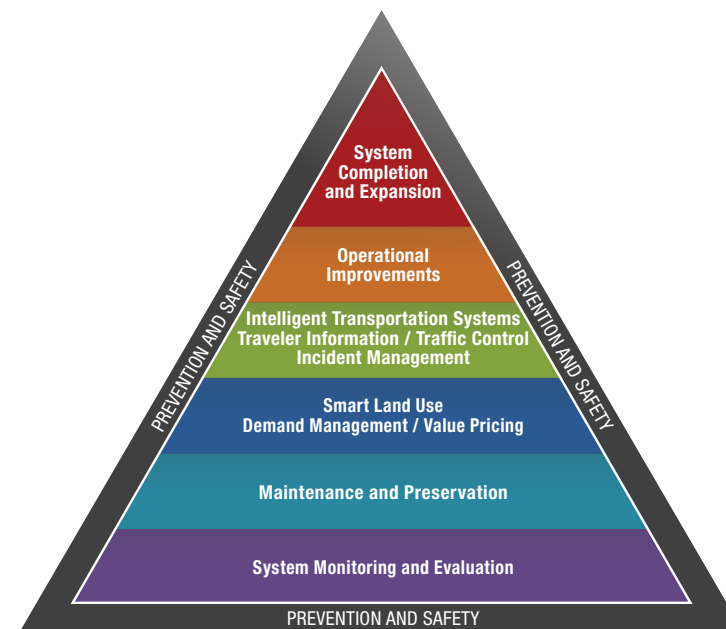 System
Completion
and Expansion
Operational
Improvements
Intelligent Transportation Systems
Traveler Information / Traffic Control
Incident Management
Smart Land Use
Demand Management / Value Pricing
Maintenance and Preservation
System Monitoring and Evaluation
PREVENTION AND SAFETY
PREVENTION AND SAFETY
PREVENTION AND SAFETY